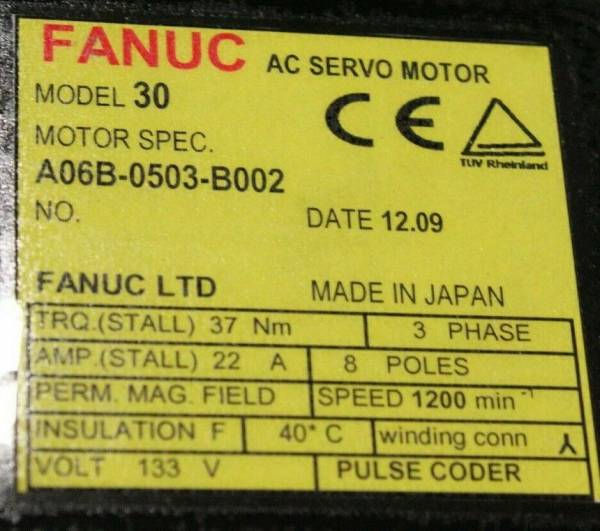 FANUC AC SERVO MOTOR
MODEL 30
MOTOR SPEC.
A06B-0503-B002
CE
TUV Rheinland
NO. DATE 12.09
FANUC LTD MADE IN JAPAN
TRQ.(STALL) 37 Nm 3 PHASE
AMP.(STALL) 22 A 8 POLES
PERM. MAG. FIELD SPEED 1200 min⁻¹
INSULATION F 40° C winding conn
VOLT 133 V PULSE CODER